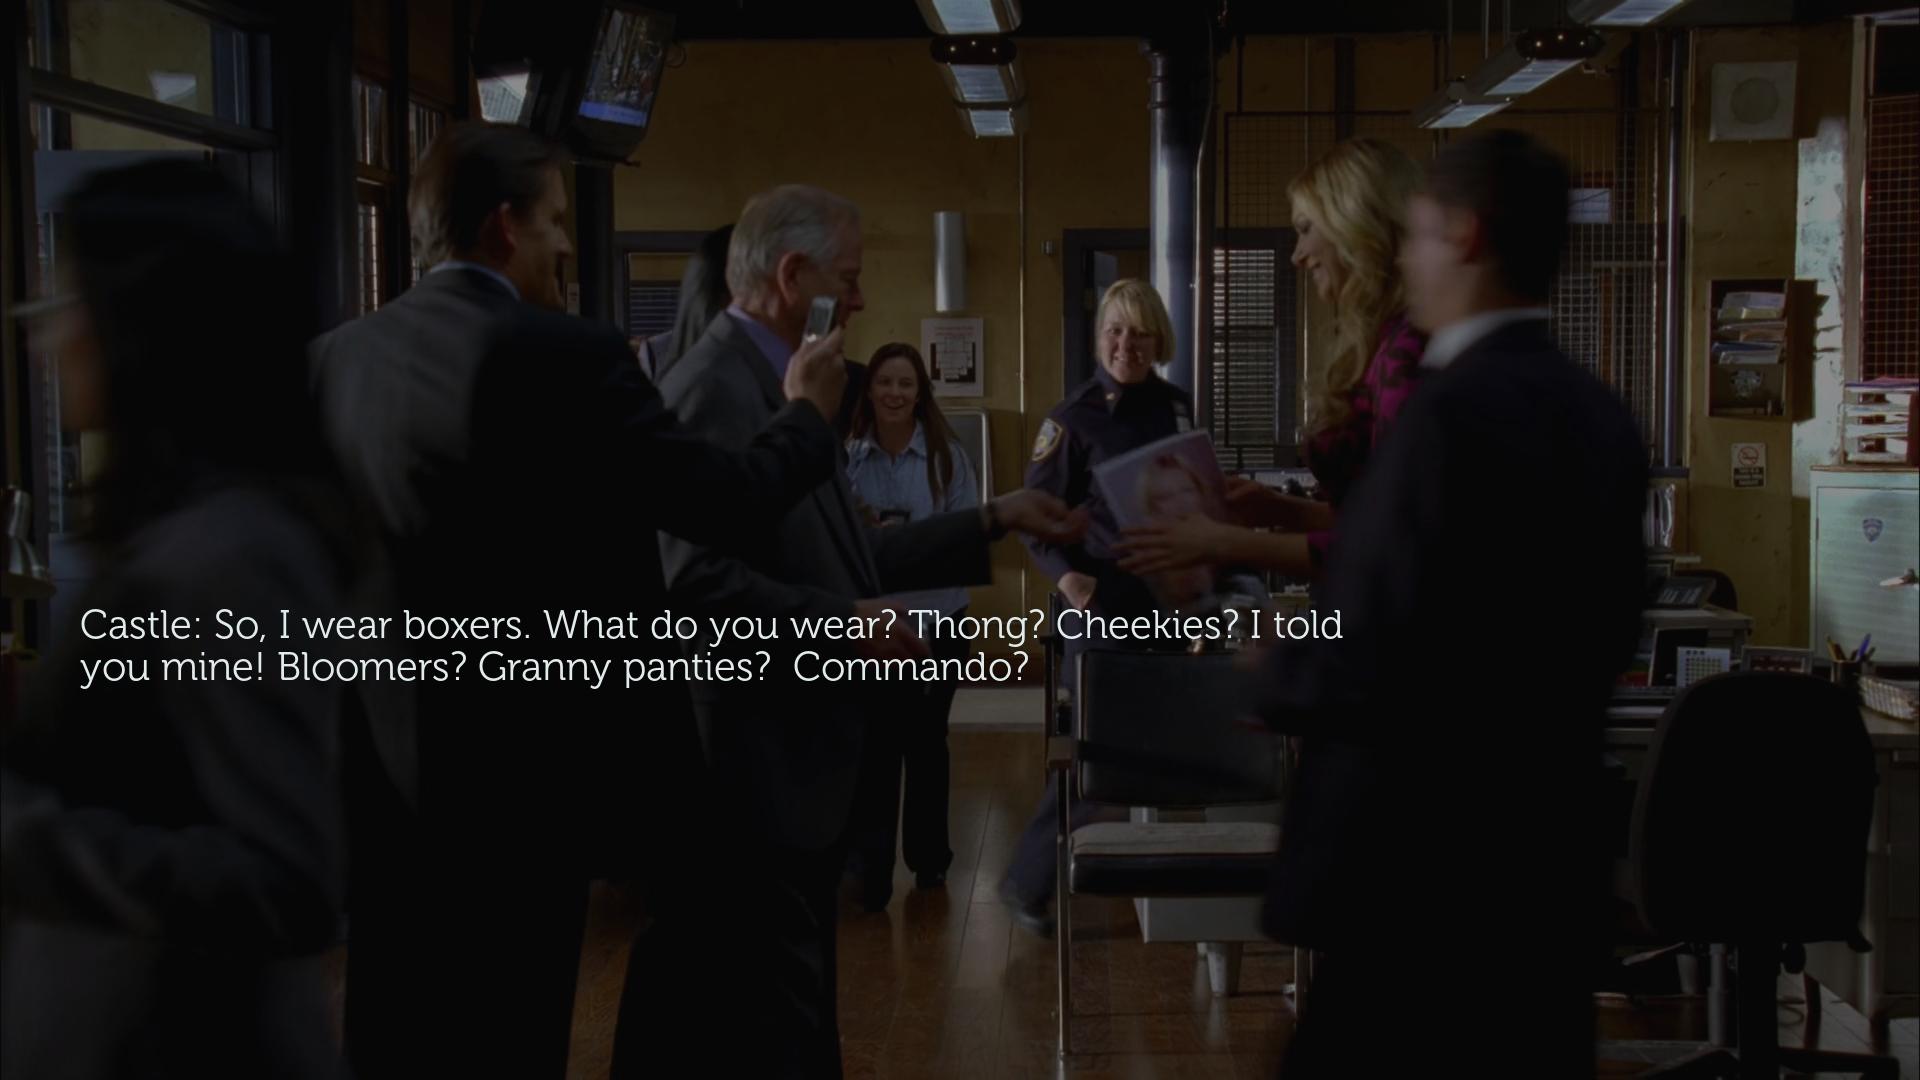 Castle: So, I wear boxers. What do you wear? Thong? Cheekies? I told
you mine! Bloomers? Granny panties?  Commando?